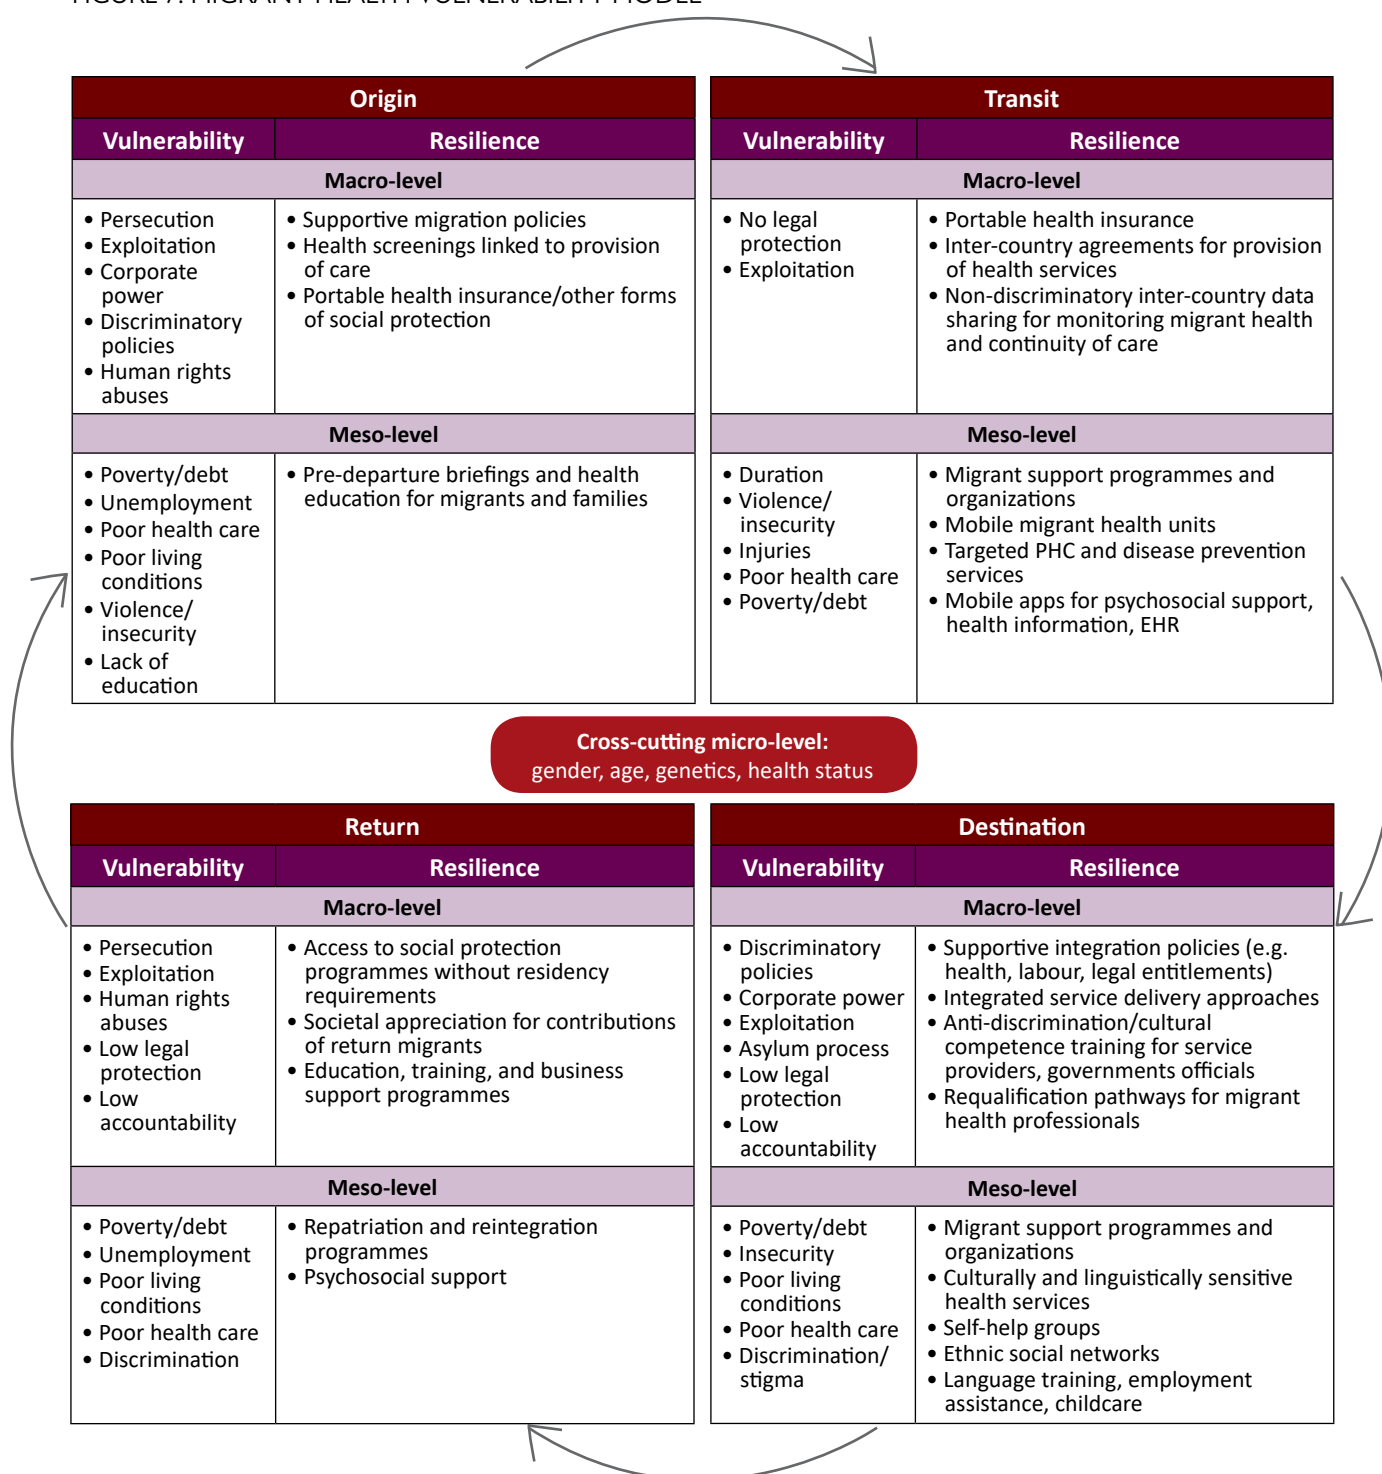 FIGURE 7. MIGRANT HEALTH VULNERABILITY MODEL
Origin
Vulnerability
Resilience
Macro-level
• Persecution
• Exploitation
• Corporate
power
• Discriminatory
policies
• Human rights
abuses
• Supportive migration policies
• Health screenings linked to provision
of care
• Portable health insurance/other forms
of social protection
Meso-level
• Poverty/debt
• Unemployment
• Poor health care
• Poor living
conditions
• Violence/
insecurity
• Lack of
education
• Pre-departure briefings and health
education for migrants and families
Transit
Vulnerability
Resilience
Macro-level
• No legal
protection
• Exploitation
• Portable health insurance
• Inter-country agreements for provision
of health services
• Non-discriminatory inter-country data
sharing for monitoring migrant health
and continuity of care
Meso-level
• Duration
• Violence/
insecurity
• Injuries
• Poor health care
• Poverty/debt
• Migrant support programmes and
organizations
• Mobile migrant health units
• Targeted PHC and disease prevention
services
• Mobile apps for psychosocial support,
health information, EHR
Cross-cutting micro-level:
gender, age, genetics, health status
Return
Vulnerability
Resilience
Macro-level
• Persecution
• Exploitation
• Human rights
abuses
• Low legal
protection
• Low
accountability
• Access to social protection
programmes without residency
requirements
• Societal appreciation for contributions
of return migrants
• Education, training, and business
support programmes
Meso-level
• Poverty/debt
• Unemployment
• Poor living
conditions
• Poor health care
• Discrimination
• Repatriation and reintegration
programmes
• Psychosocial support
Destination
Vulnerability
Resilience
Macro-level
• Discriminatory
policies
• Corporate power
• Exploitation
• Asylum process
• Low legal
protection
• Low
accountability
• Supportive integration policies (e.g.
health, labour, legal entitlements)
• Integrated service delivery approaches
• Anti-discrimination/cultural
competence training for service
providers, governments officials
• Requalification pathways for migrant
health professionals
Meso-level
• Poverty/debt
• Insecurity
• Poor living
conditions
• Poor health care
• Discrimination/
stigma
• Migrant support programmes and
organizations
• Culturally and linguistically sensitive
health services
• Self-help groups
• Ethnic social networks
• Language training, employment
assistance, childcare